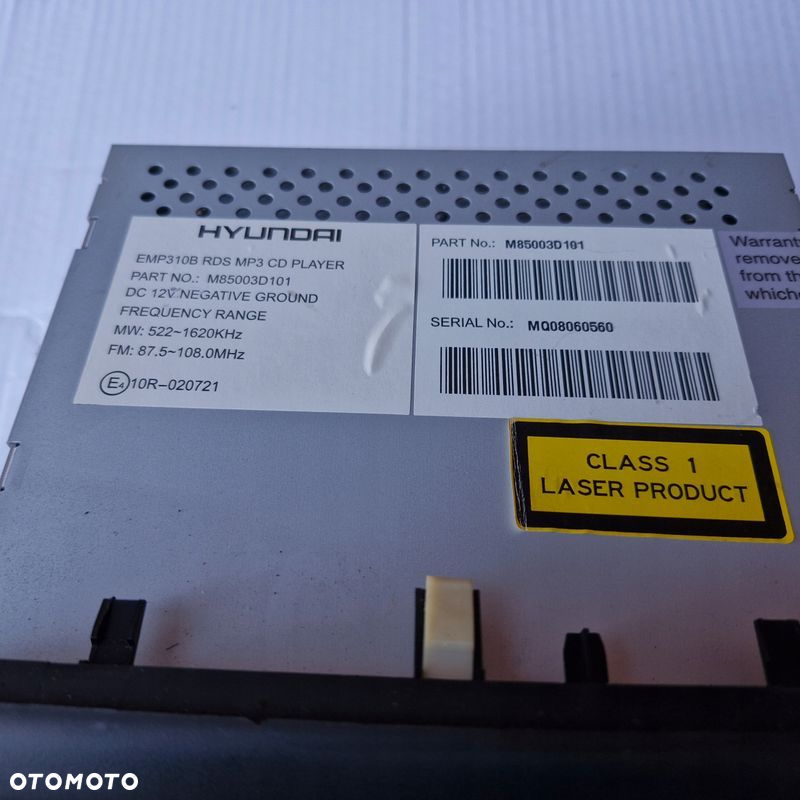 HYUNDAI
EMP310B RDS MP3 CD PLAYER
PART NO.: M85003D101
DC 12V.NEGATIVE GROUND
FREQUENCY RANGE
MW: 522~1620KHz
FM: 87.5~108.0MHz
E4 10R-020721
PART No.: M85003D101
SERIAL No.: MQ08060560
Warranty
remove
from th
whiche
CLASS 1
LASER PRODUCT
OTOMOTO